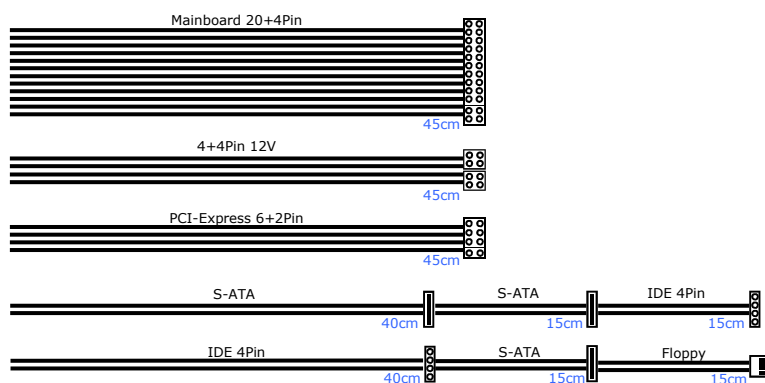 Mainboard 20+4Pin
45cm
4+4Pin 12V
45cm
PCI-Express 6+2Pin
45cm
S-ATA S-ATA IDE 4Pin
40cm 15cm 15cm
IDE 4Pin S-ATA Floppy
40cm 15cm 15cm